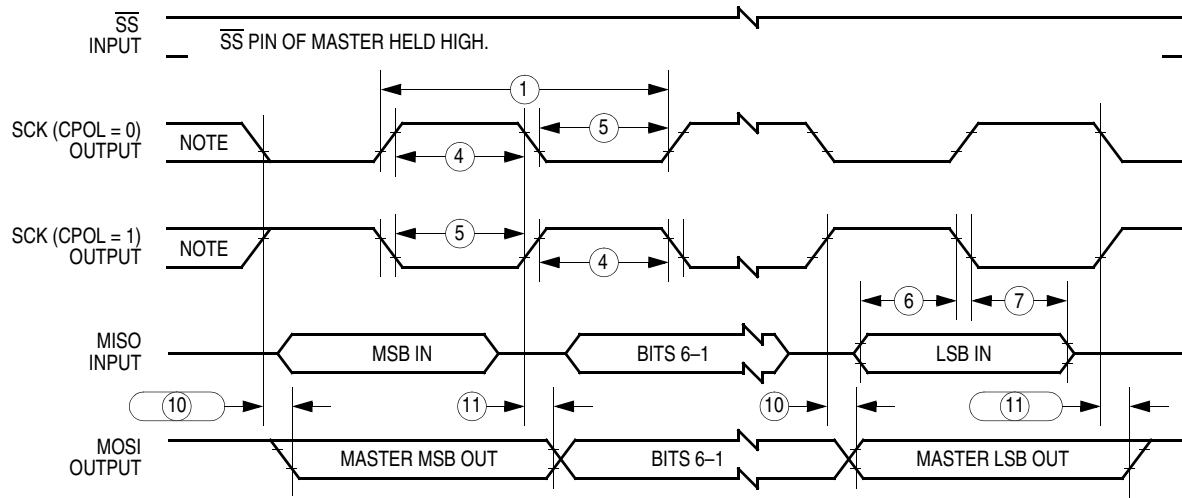 SS
INPUT
SS PIN OF MASTER HELD HIGH.
1
SCK (CPOL = 0)
OUTPUT
NOTE
4
5
SCK (CPOL = 1)
OUTPUT
NOTE
5
4
6
7
MISO
INPUT
MSB IN
BITS 6–1
LSB IN
10
11
10
11
MOSI
OUTPUT
MASTER MSB OUT
BITS 6–1
MASTER LSB OUT